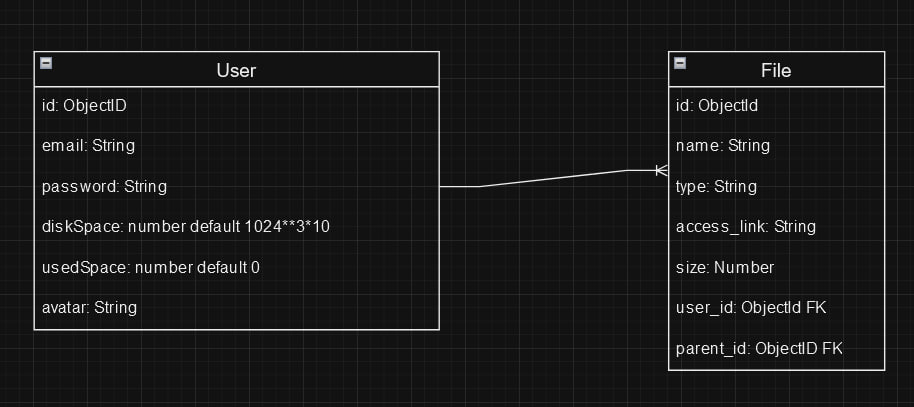 User
id: ObjectID
email: String
password: String
diskSpace: number default 1024**3*10
usedSpace: number default 0
avatar: String
File
id: ObjectId
name: String
type: String
access_link: String
size: Number
user_id: ObjectId FK
parent_id: ObjectID FK